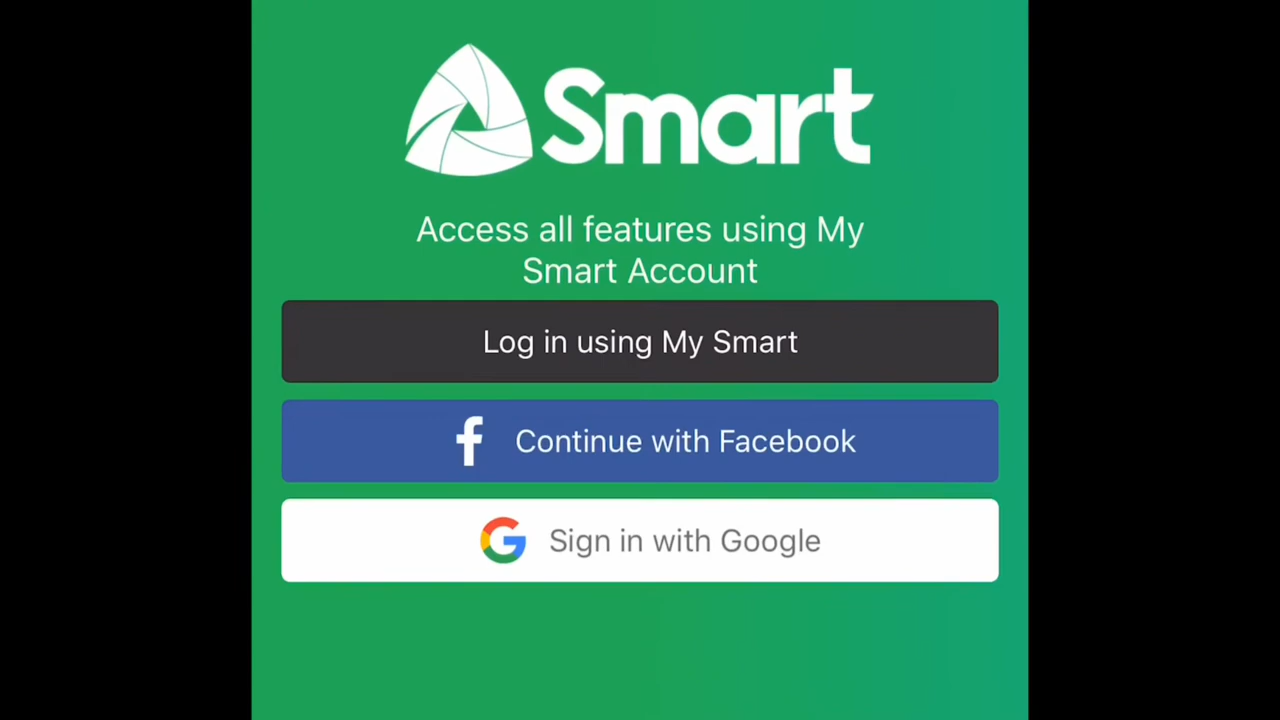 Smart
Access all features using My
Smart Account
Log in using My Smart
Continue with Facebook
Sign in with Google